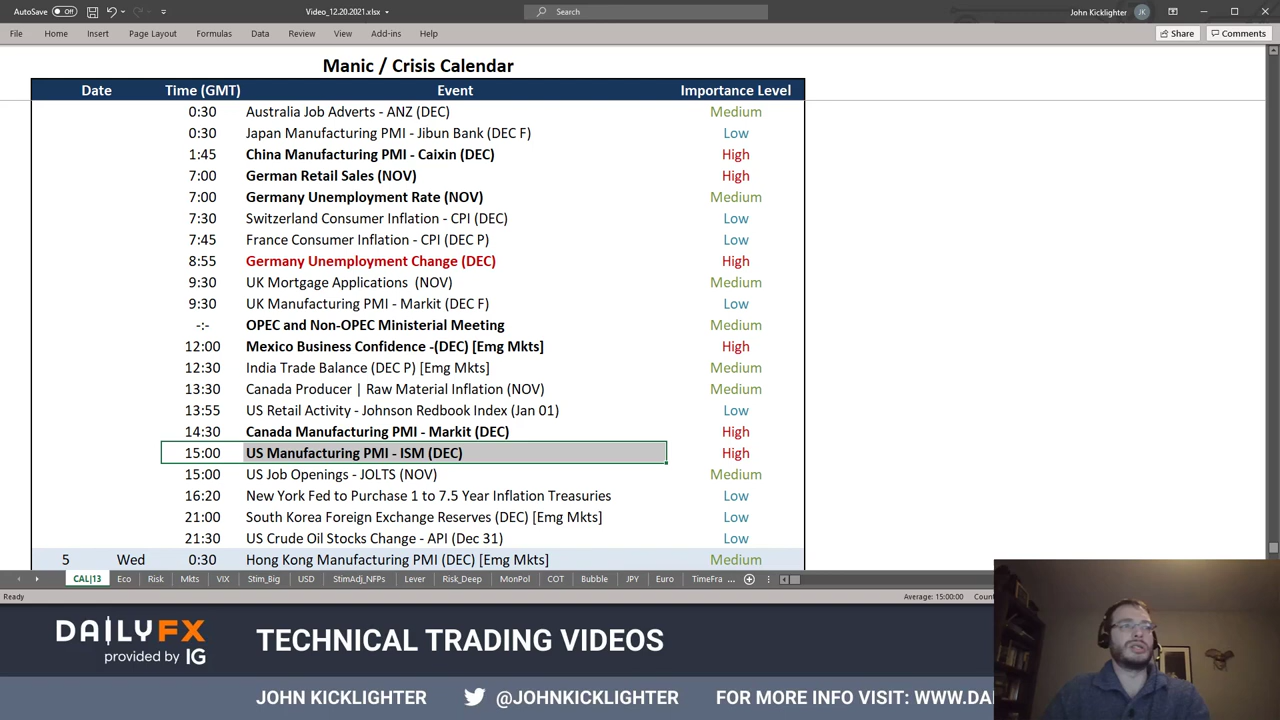 AutoSave Off
Video_12.20.2021.xlsx
Search
John Kicklighter JK
File Home Insert Page Layout Formulas Data Review View Add-ins Help
Share Comments
Manic / Crisis Calendar
Date Time (GMT) Event Importance Level
0:30 Australia Job Adverts - ANZ (DEC) Medium
0:30 Japan Manufacturing PMI - Jibun Bank (DEC F) Low
1:45 China Manufacturing PMI - Caixin (DEC) High
7:00 German Retail Sales (NOV) High
7:00 Germany Unemployment Rate (NOV) Medium
7:30 Switzerland Consumer Inflation - CPI (DEC) Low
7:45 France Consumer Inflation - CPI (DEC P) Low
8:55 Germany Unemployment Change (DEC) High
9:30 UK Mortgage Applications (NOV) Medium
9:30 UK Manufacturing PMI - Markit (DEC F) Low
-:- OPEC and Non-OPEC Ministerial Meeting Medium
12:00 Mexico Business Confidence -(DEC) [Emg Mkts] High
12:30 India Trade Balance (DEC P) [Emg Mkts] Medium
13:30 Canada Producer | Raw Material Inflation (NOV) Medium
13:55 US Retail Activity - Johnson Redbook Index (Jan 01) Low
14:30 Canada Manufacturing PMI - Markit (DEC) High
15:00 US Manufacturing PMI - ISM (DEC) High
15:00 US Job Openings - JOLTS (NOV) Medium
16:20 New York Fed to Purchase 1 to 7.5 Year Inflation Treasuries Low
21:00 South Korea Foreign Exchange Reserves (DEC) [Emg Mkts] Low
21:30 US Crude Oil Stocks Change - API (Dec 31) Low
5 Wed 0:30 Hong Kong Manufacturing PMI (DEC) [Emg Mkts] Medium
CAL|13 Eco Risk Mkts VIX Stim_Big USD StimAdj_NFPs Lever Risk_Deep MonPol COT Bubble JPY Euro TimeFra ...
Ready Average: 15:00:00 Coun
DAILYFX
provided by IG
TECHNICAL TRADING VIDEOS
JOHN KICKLIGHTER @JOHNKICKLIGHTER FOR MORE INFO VISIT: WWW.DA